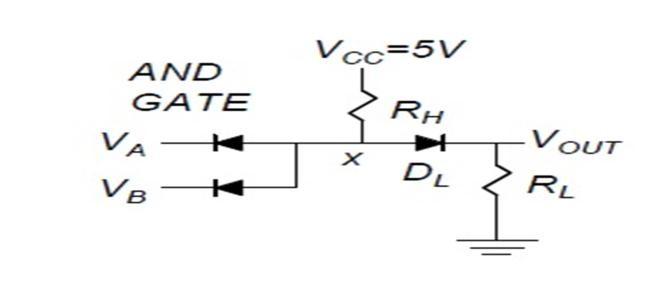 V_CC=5V
AND
GATE
R_H
V_A
V_OUT
X
D_L
V_B
R_L